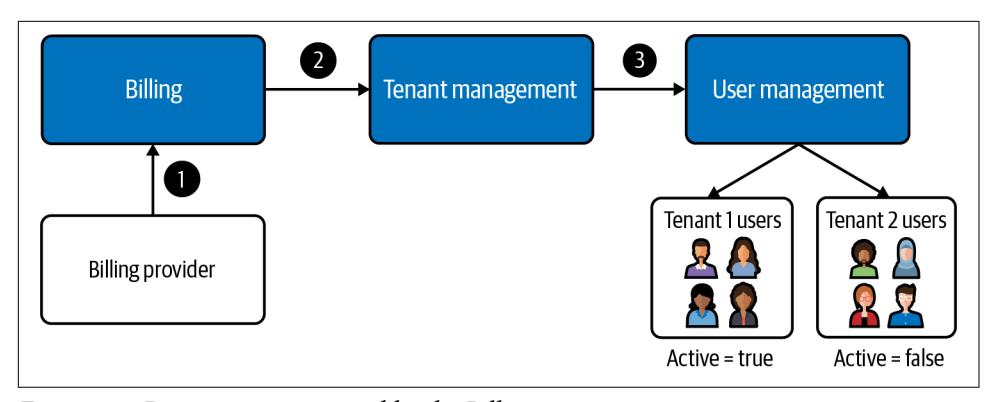 Billing
2
Tenant management
3
User management
1
Billing provider
Tenant 1 users
Tenant 2 users
Active = true
Active = false